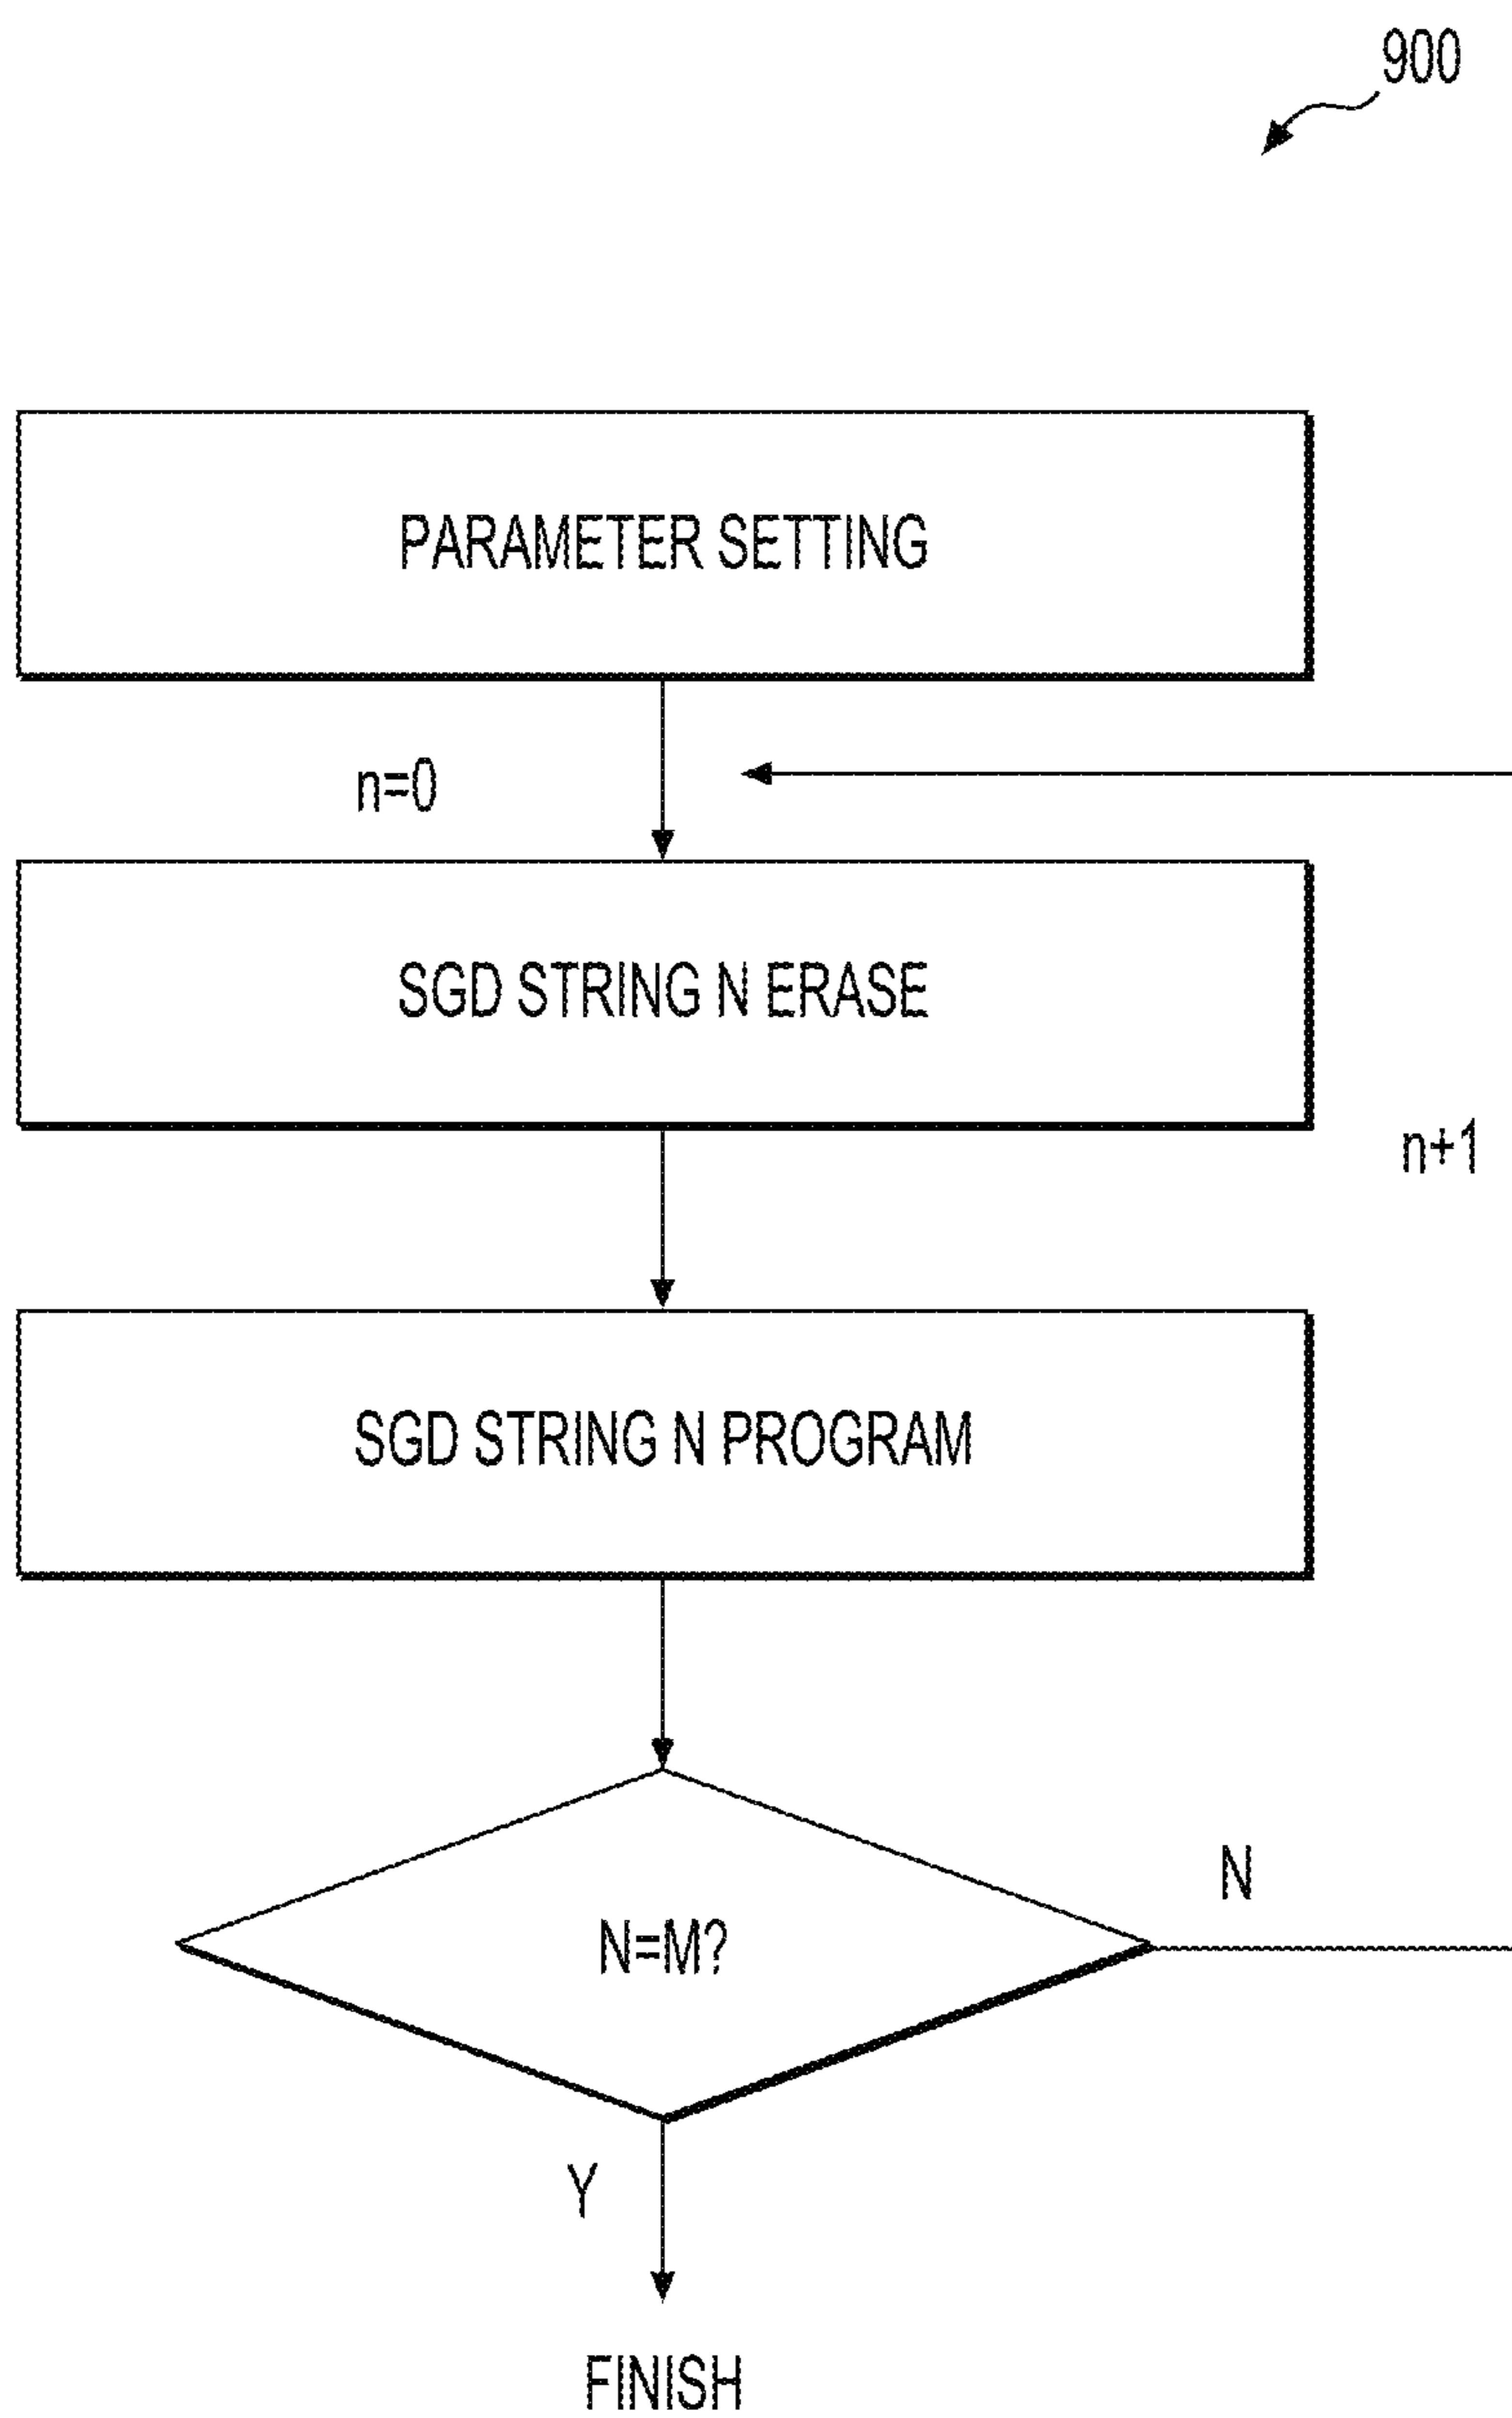 900
PARAMETER SETTING
n=0
SGD STRING N ERASE
n+1
SGD STRING N PROGRAM
N=M?
N
Y
FINISH